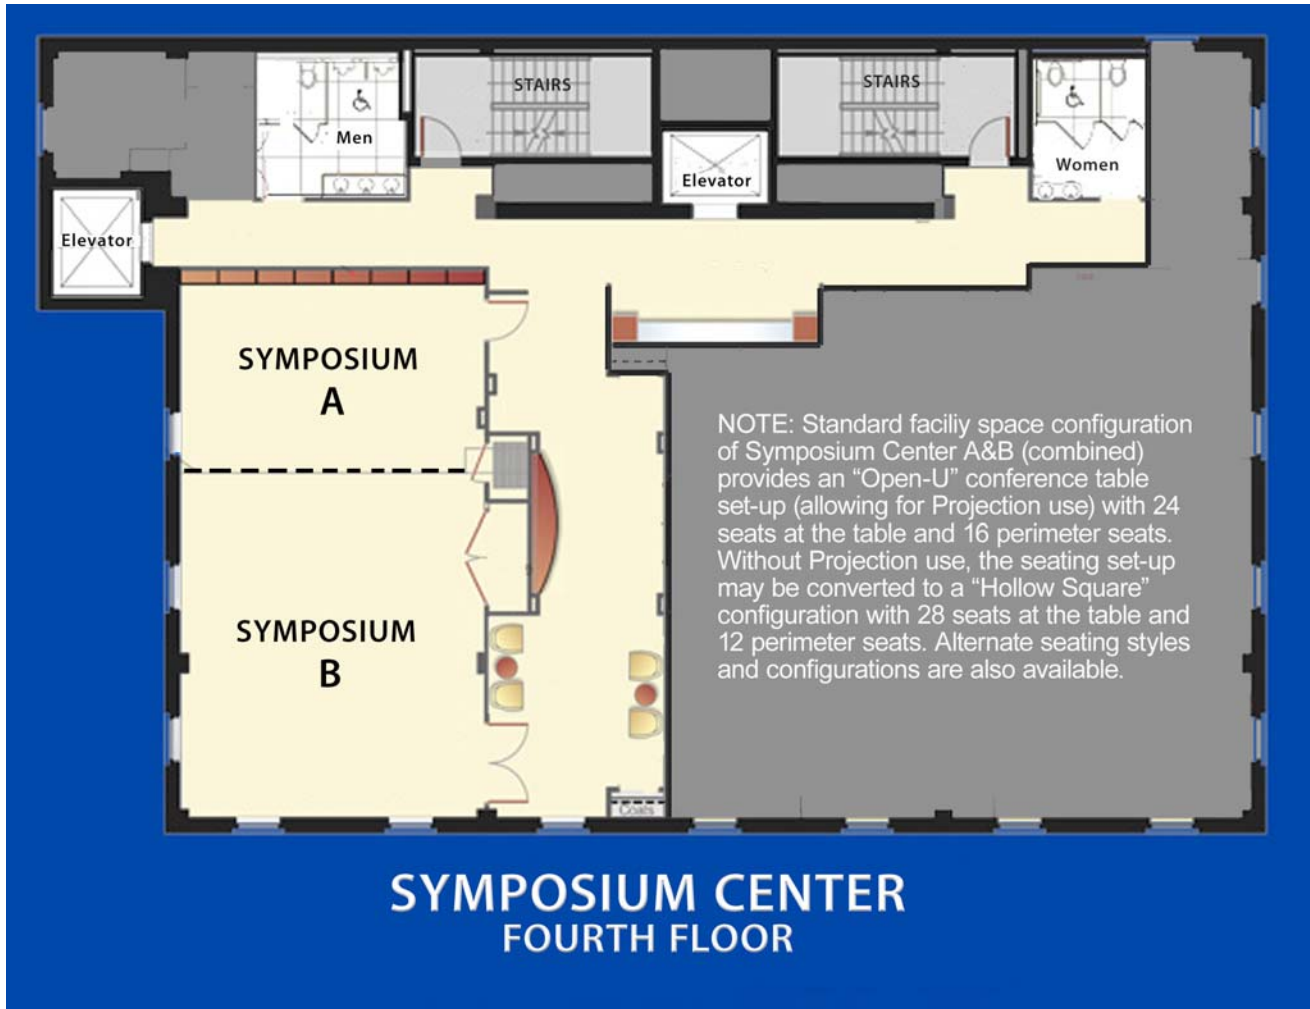 STAIRS
STAIRS
Men
Women
Elevator
Elevator
SYMPOSIUM
A
NOTE: Standard faciliy space configuration
of Symposium Center A&B (combined)
provides an “Open-U” conference table
set-up (allowing for Projection use) with 24
seats at the table and 16 perimeter seats.
Without Projection use, the seating set-up
may be converted to a “Hollow Square”
configuration with 28 seats at the table and
12 perimeter seats. Alternate seating styles
and configurations are also available.
SYMPOSIUM
B
Coats
SYMPOSIUM CENTER
FOURTH FLOOR